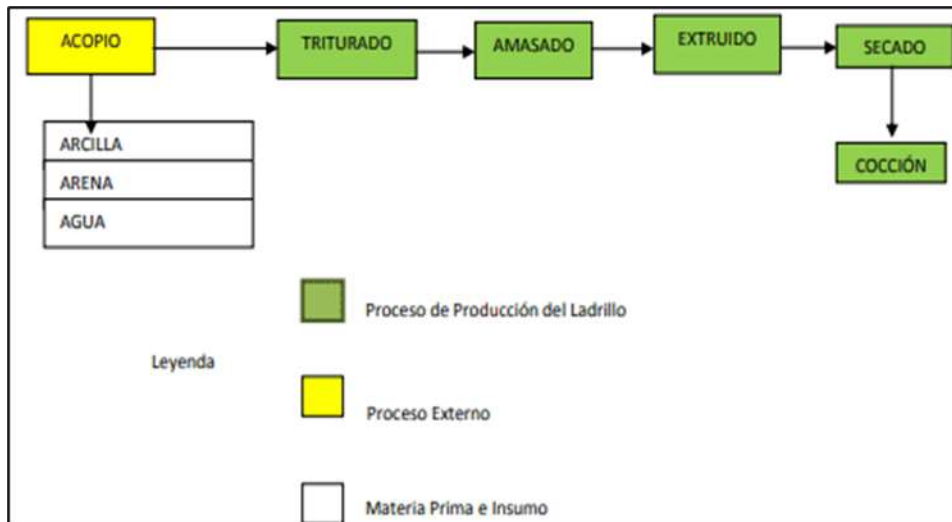 ACOPIO
TRITURADO
AMASADO
EXTRUIDO
SECADO
ARCILLA
ARENA
AGUA
COCCIÓN
Proceso de Producción del Ladrillo
Leyenda
Proceso Externo
Materia Prima e Insumo